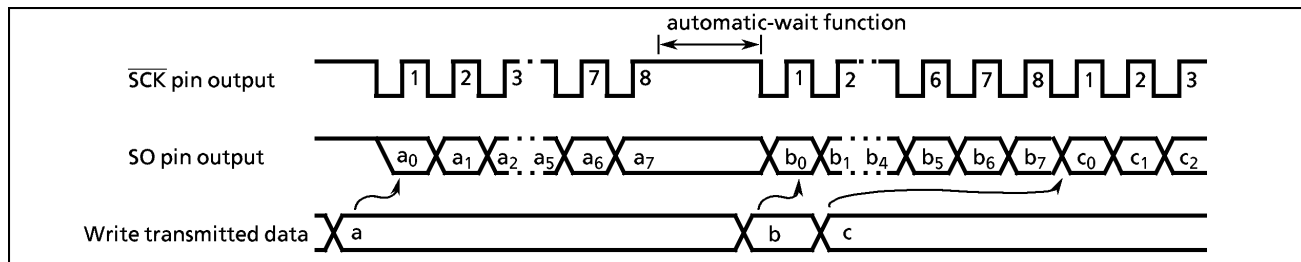 automatic-wait function
SCK pin output 1 2 3 7 8 1 2 6 7 8 1 2 3
SO pin output a0 a1 a2 a5 a6 a7 b0 b1 b4 b5 b6 b7 c0 c1 c2
Write transmitted data a b c